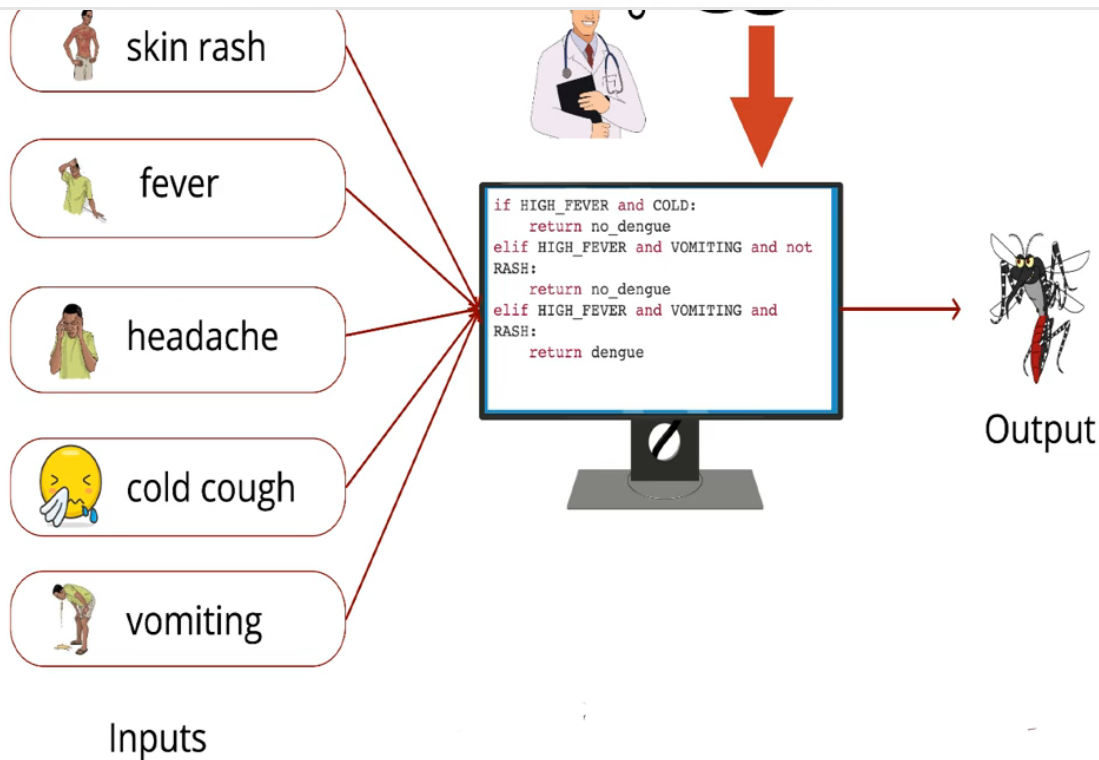 skin rash
fever
headache
cold cough
vomiting
Inputs
if HIGH_FEVER and COLD:
return no_dengue
elif HIGH_FEVER and VOMITING and not
RASH:
return no_dengue
elif HIGH_FEVER and VOMITING and
RASH:
return dengue
Output